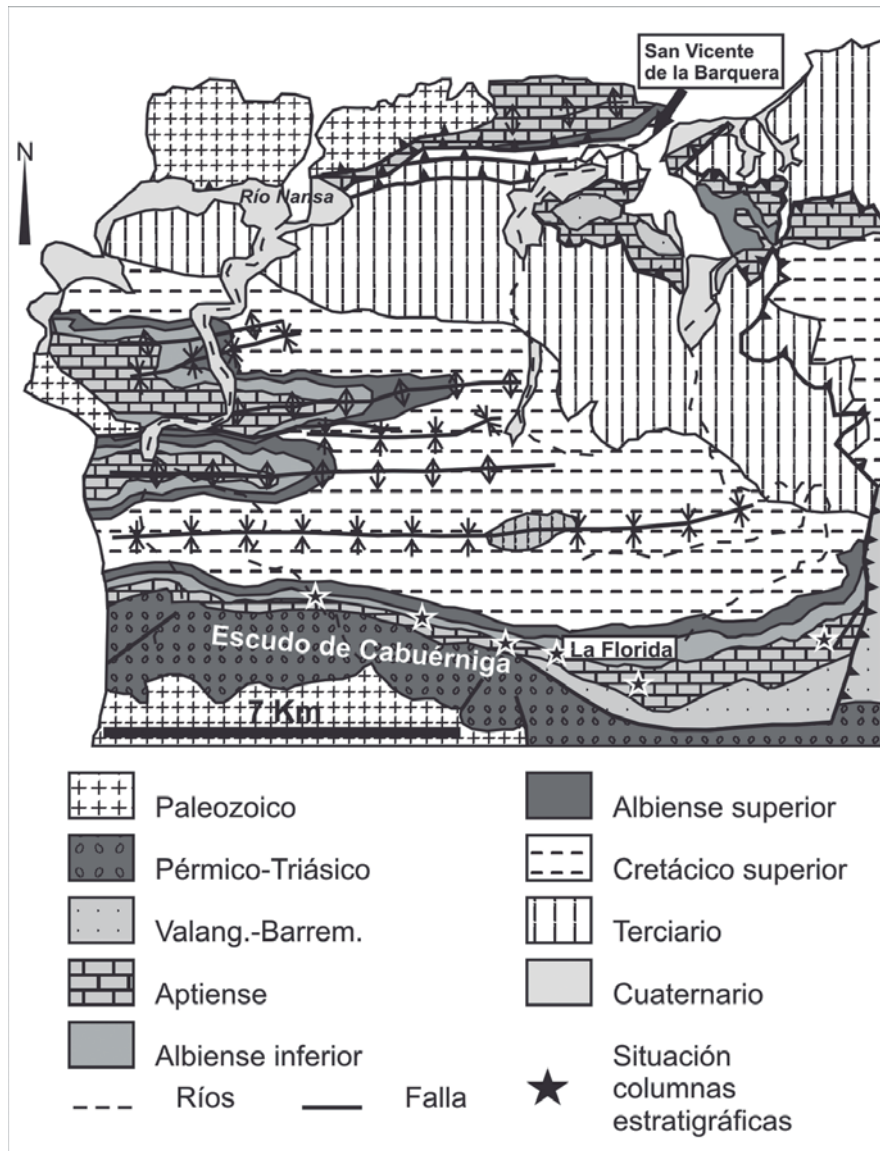 San Vicente
de la Barquera
N
Río Nansa
Escudo de Cabuérniga
La Florida
7 Km
Paleozoico
Pérmico-Triásico
Valang.-Barrem.
Aptiense
Albiense inferior
Ríos
Falla
Albiense superior
Cretácico superior
Terciario
Cuaternario
Situación
columnas
estratigráficas